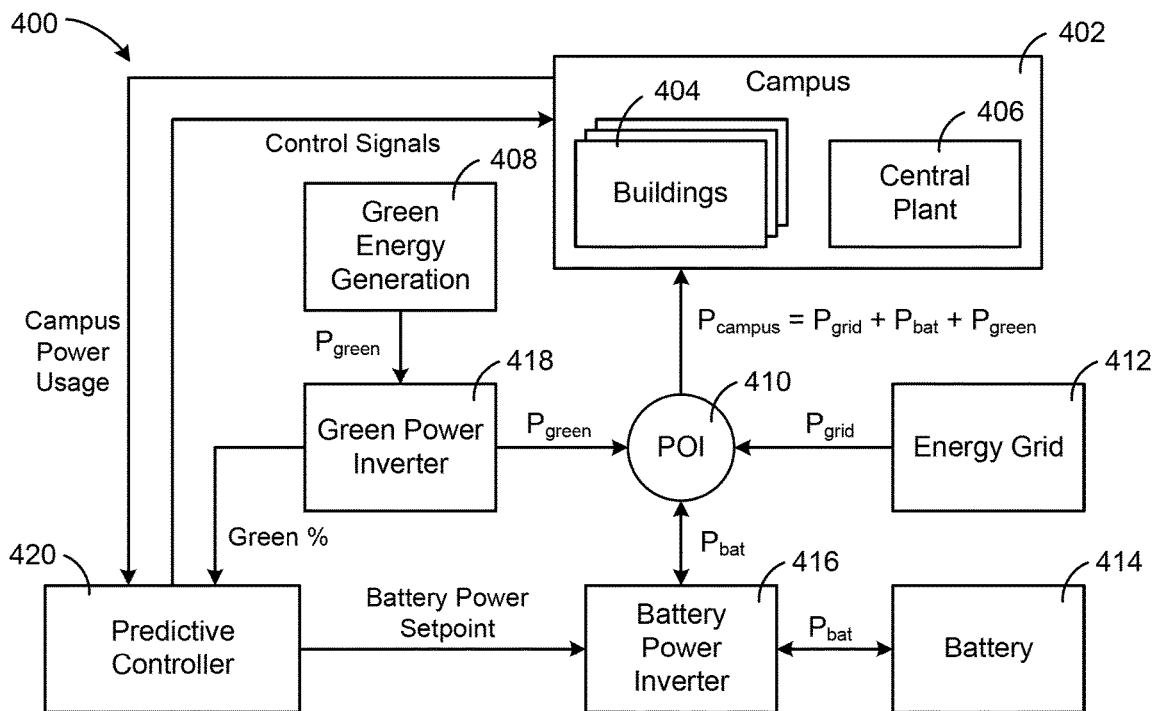 400
402
Campus
404
406
Control Signals
408
Buildings
Central
Plant
Green
Energy
Generation
Campus
Power
Usage
P_green
P_campus = P_grid + P_bat + P_green
418
410
412
Green Power
Inverter
P_green
POI
P_grid
Energy Grid
Green %
P_bat
420
416
414
Battery Power
Setpoint
Predictive
Controller
Battery
Power
Inverter
P_bat
Battery